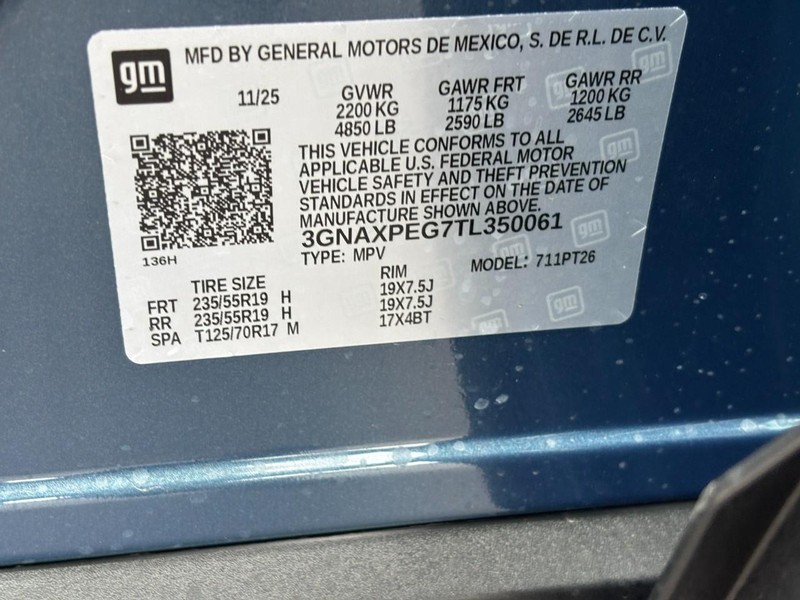 gm
MFD BY GENERAL MOTORS DE MEXICO, S. DE R.L. DE C.V.
11/25
GVWR GAWR FRT GAWR RR
2200 KG 1175 KG 1200 KG
4850 LB 2590 LB 2645 LB
THIS VEHICLE CONFORMS TO ALL
APPLICABLE U.S. FEDERAL MOTOR
VEHICLE SAFETY AND THEFT PREVENTION
STANDARDS IN EFFECT ON THE DATE OF
MANUFACTURE SHOWN ABOVE.
3GNAXPEG7TL350061
136H
TYPE: MPV MODEL: 711PT26
TIRE SIZE RIM
FRT 235/55R19 H 19X7.5J
RR 235/55R19 H 19X7.5J
SPA T125/70R17 M 17X4BT